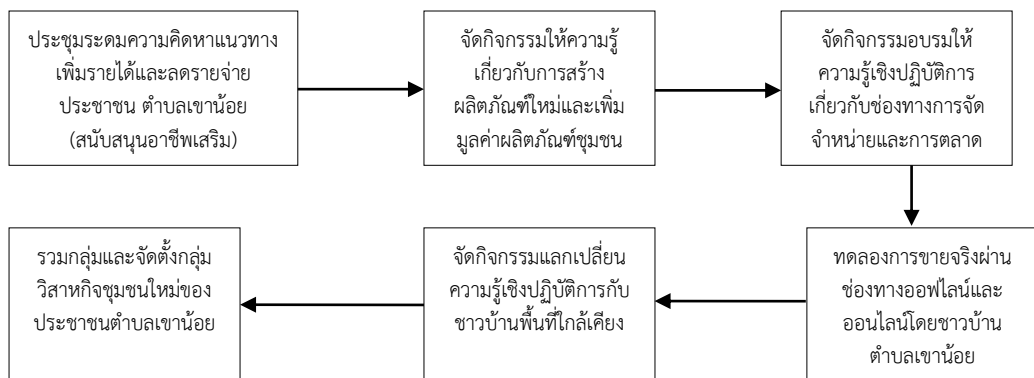 ประชุมระดมความคิดหาแนวทาง
เพิ่มรายได้และลดรายจ่าย
ประชาชน ตำบลเขาน้อย
(สนับสนุนอาชีพเสริม)
จัดกิจกรรมให้ความรู้
เกี่ยวกับการสร้าง
ผลิตภัณฑ์ใหม่และเพิ่ม
มูลค่าผลิตภัณฑ์ชุมชน
จัดกิจกรรมอบรมให้
ความรู้เชิงปฏิบัติการ
เกี่ยวกับช่องทางการจัด
จำหน่ายและการตลาด
ทดลองการขายจริงผ่าน
ช่องทางออฟไลน์และ
ออนไลน์โดยชาวบ้าน
ตำบลเขาน้อย
จัดกิจกรรมแลกเปลี่ยน
ความรู้เชิงปฏิบัติการกับ
ชาวบ้านพื้นที่ใกล้เคียง
รวมกลุ่มและจัดตั้งกลุ่ม
วิสาหกิจชุมชนใหม่ของ
ประชาชนตำบลเขาน้อย